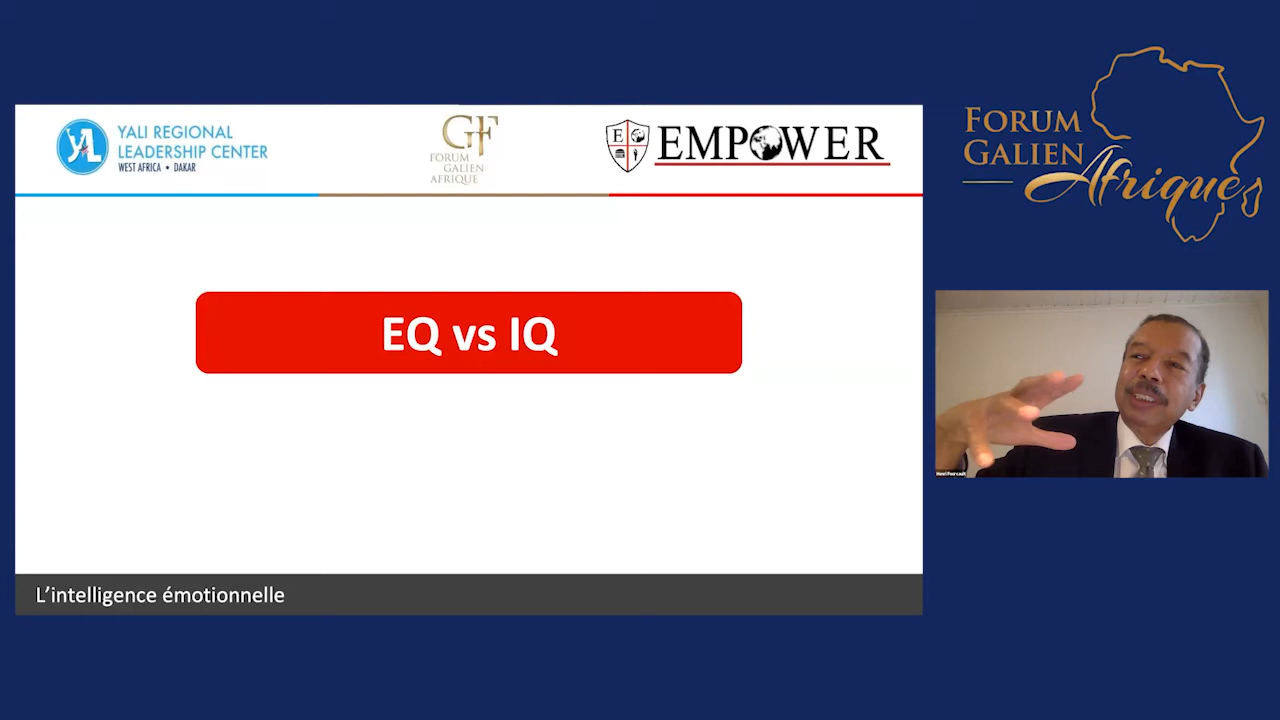 YALI REGIONAL
LEADERSHIP CENTER
WEST AFRICA • DAKAR
GF
FORUM
GALIEN
AFRIQUE
E
EMPOWER
EQ vs IQ
L'intelligence émotionnelle
FORUM
GALIEN
Afrique